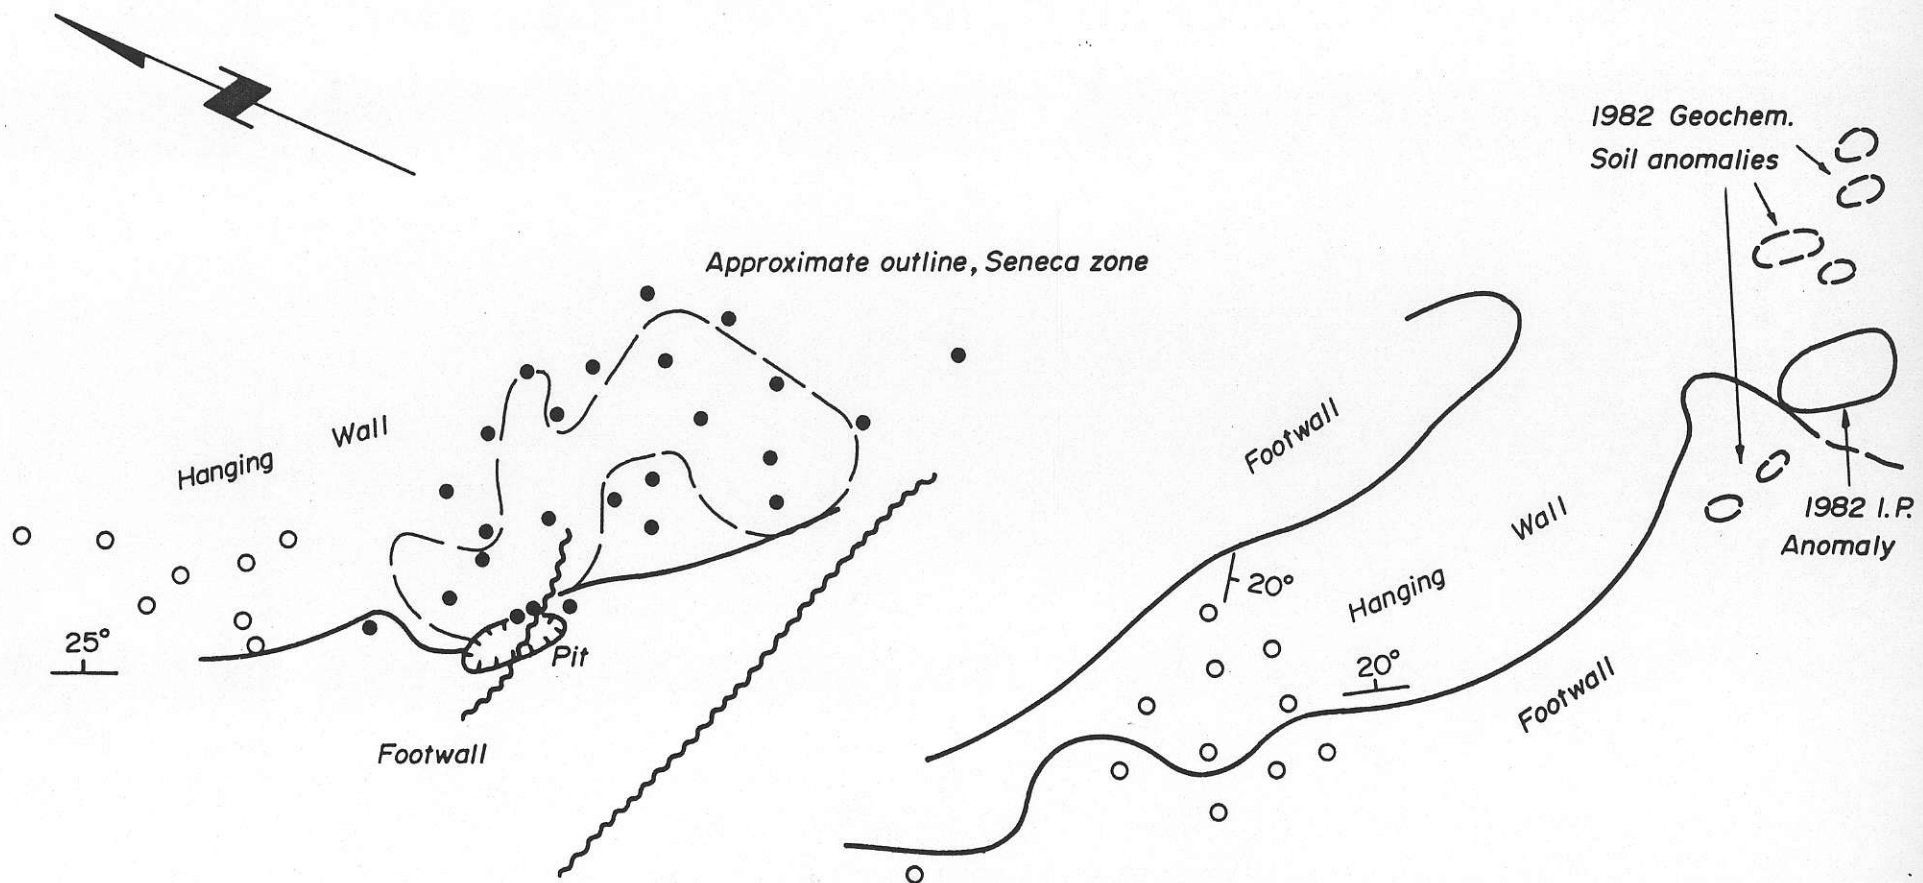 1982 Geochem.
Soil anomalies
Approximate outline, Seneca zone
Hanging Wall
Footwall
25°
Pit
Footwall
20°
Hanging Wall
20°
Footwall
1982 I.P.
Anomaly